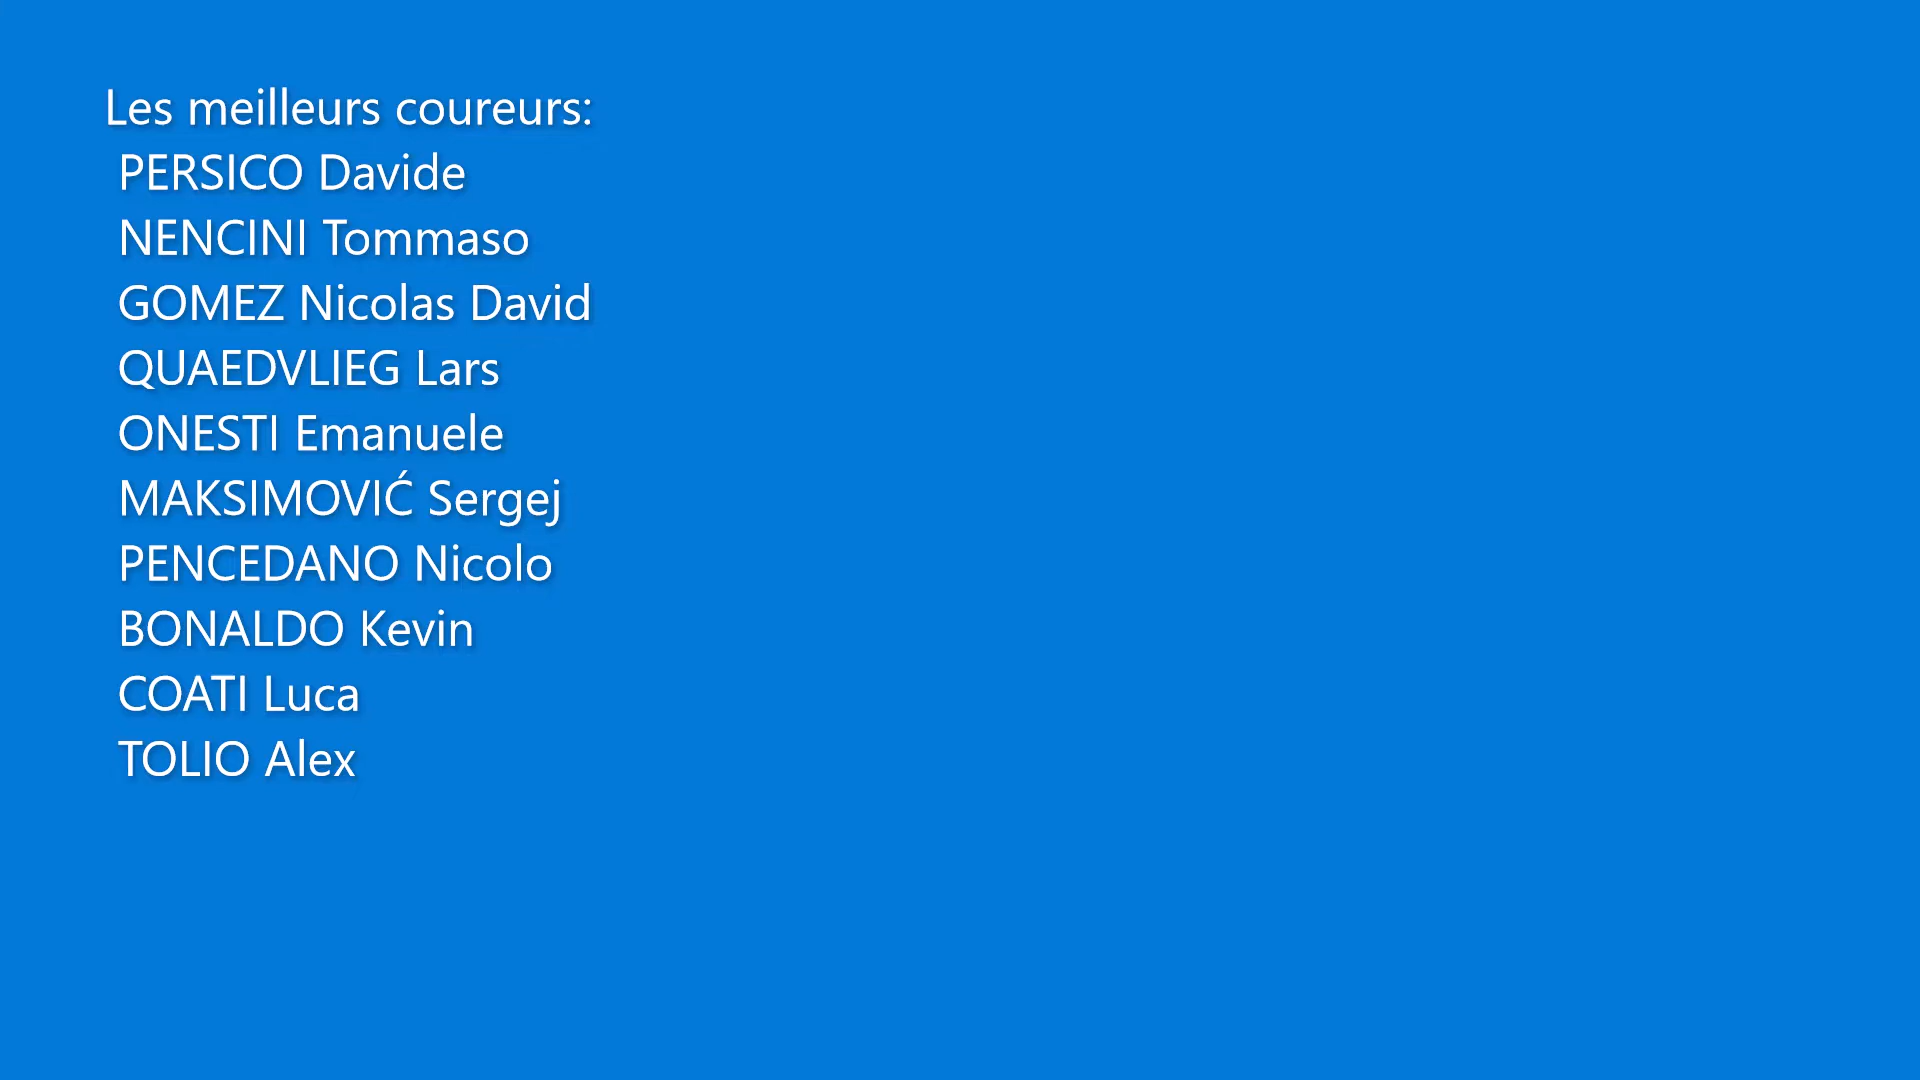 Les meilleurs coureurs:
PERSICO Davide
NENCINI Tommaso
GOMEZ Nicolas David
QUAEDVLIEG Lars
ONESTI Emanuele
MAKSIMOVIĆ Sergej
PENCEDANO Nicolo
BONALDO Kevin
COATI Luca
TOLIO Alex